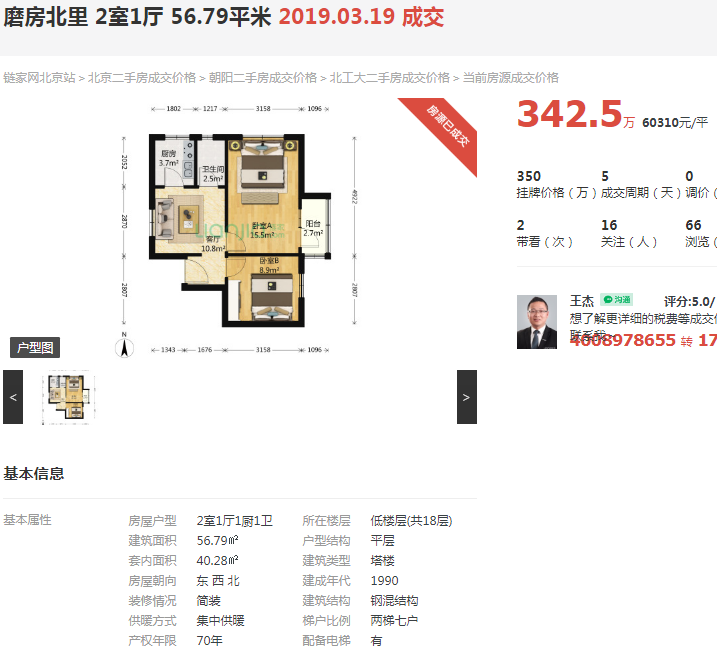 磨房北里 2室1厅 56.79平米 2019.03.19 成交
链家网北京站 > 北京二手房成交价格 > 朝阳二手房成交价格 > 北工大二手房成交价格 > 当前房源成交价格
1802 1217 3158 1096
房源已成交
342.5万 60310元/平
厨房
3.7m²
卫生间
2.5m²
2052
2870
2807
4922
2807
卧室A
15.5m²
阳台
2.7m²
客厅
10.8m²
卧室B
8.9m²
N
1343 1676 3158 1096
350 5 0
挂牌价格（万）成交周期（天）调价（
2 16 66
带看（次） 关注（人） 浏览（
王杰 沟通 评分:5.0/
想了解更详细的税费等成交
4008978655 转 17
户型图
< >
基本信息
基本属性
房屋户型 2室1厅1厨1卫 所在楼层 低楼层(共18层)
建筑面积 56.79㎡ 户型结构 平层
套内面积 40.28㎡ 建筑类型 塔楼
房屋朝向 东 西 北 建成年代 1990
装修情况 简装 建筑结构 钢混结构
供暖方式 集中供暖 梯户比例 两梯七户
产权年限 70年 配备电梯 有